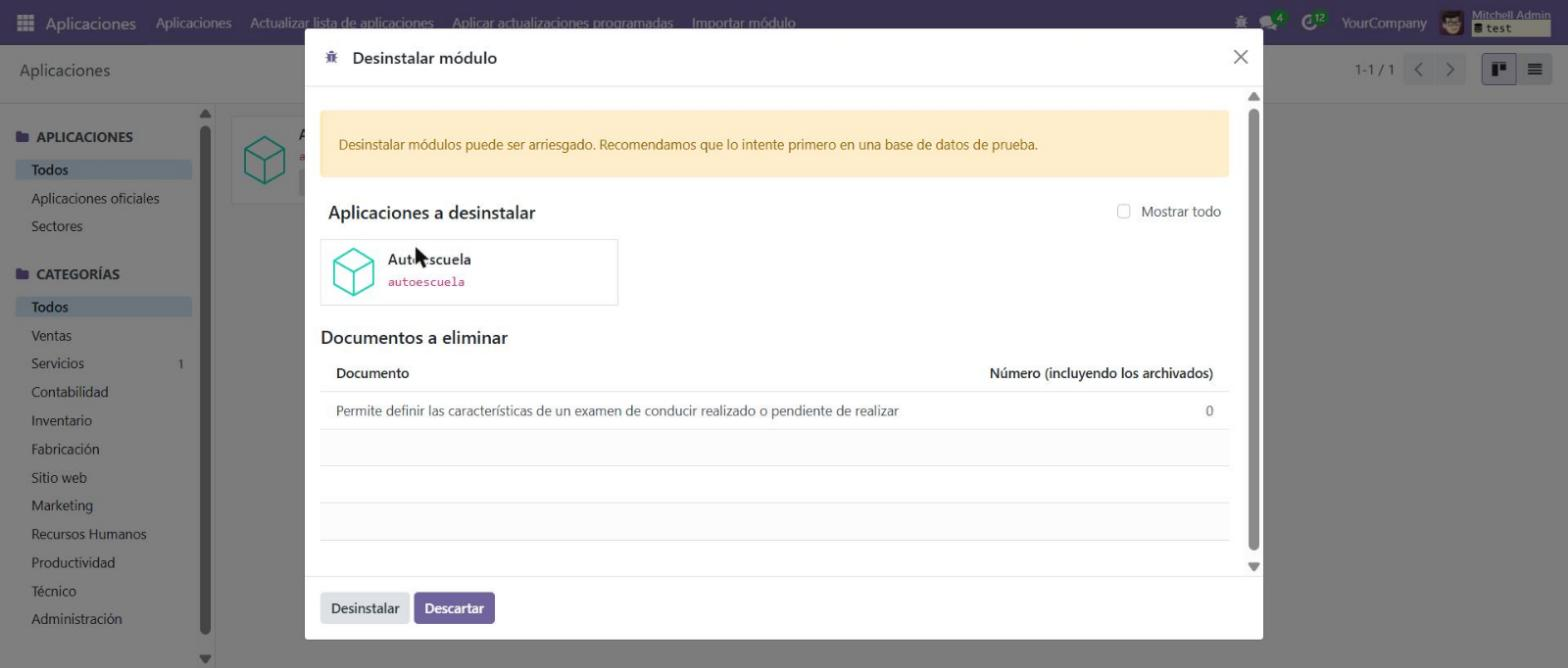 Aplicaciones Aplicaciones Actualizar lista de aplicaciones Aplicar actualizaciones programadas Importar módulo 4 12 YourCompany Mitchell Admin
test
Aplicaciones 1-1 / 1
APLICACIONES
Todos
Aplicaciones oficiales
Sectores
CATEGORÍAS
Todos
Ventas
Servicios 1
Contabilidad
Inventario
Fabricación
Sitio web
Marketing
Recursos Humanos
Productividad
Técnico
Administración
Desinstalar módulo
Desinstalar módulos puede ser arriesgado. Recomendamos que lo intente primero en una base de datos de prueba.
Aplicaciones a desinstalar Mostrar todo
Autoescuela
autoescuela
Documentos a eliminar
Documento Número (incluyendo los archivados)
Permite definir las características de un examen de conducir realizado o pendiente de realizar 0
Desinstalar Descartar